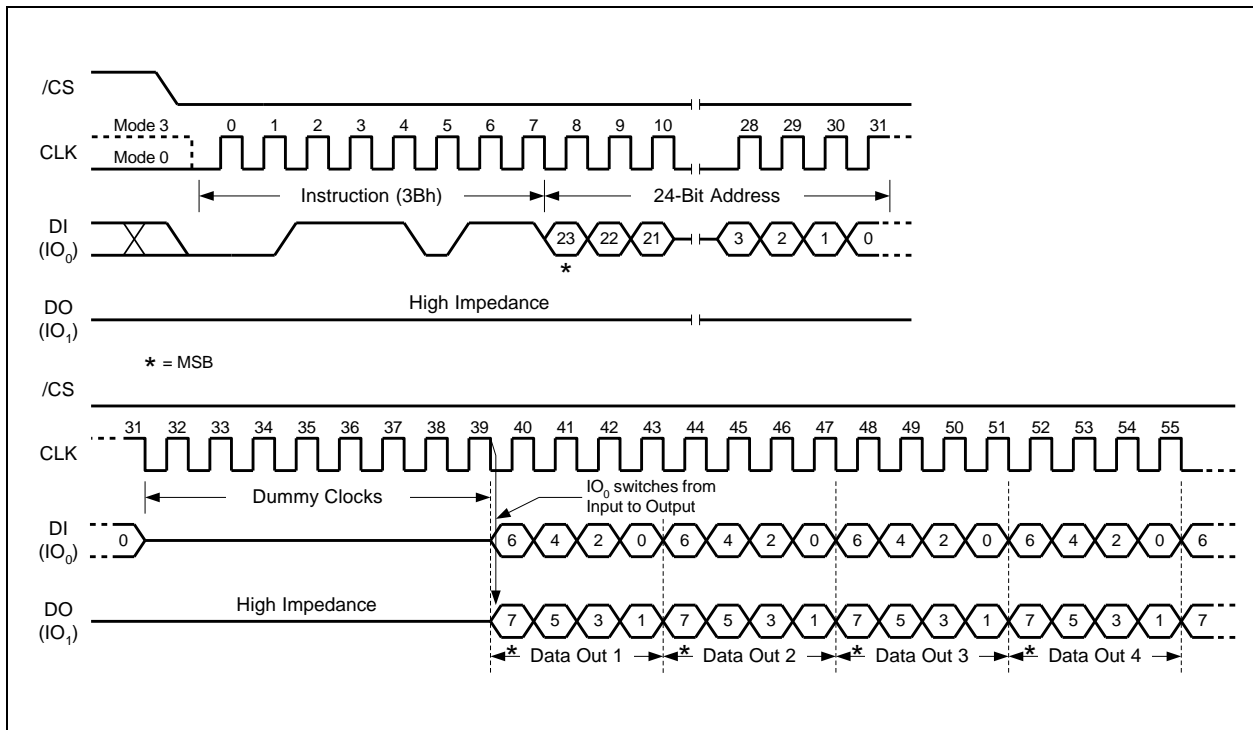 /CS
Mode 3 0 1 2 3 4 5 6 7 8 9 10 28 29 30 31
CLK
Mode 0
Instruction (3Bh) 24-Bit Address
DI
(IO0) 23 22 21 3 2 1 0
*
High Impedance
DO
(IO1)
* = MSB
/CS
31 32 33 34 35 36 37 38 39 40 41 42 43 44 45 46 47 48 49 50 51 52 53 54 55
CLK
Dummy Clocks
IO0 switches from
Input to Output
DI
(IO0) 0 6 4 2 0 6 4 2 0 6 4 2 0 6 4 2 0 6
High Impedance
DO
(IO1) 7 5 3 1 7 5 3 1 7 5 3 1 7 5 3 1 7
* Data Out 1 * Data Out 2 * Data Out 3 * Data Out 4